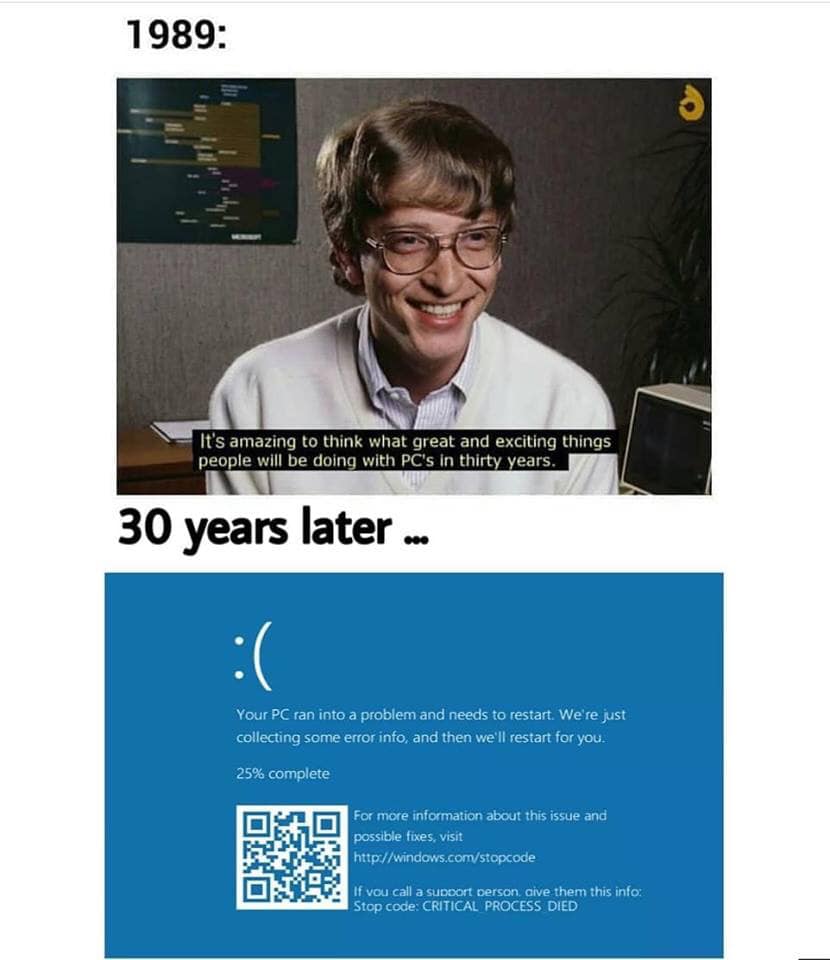 1989:
MICROSOFT
It's amazing to think what great and exciting things
people will be doing with PC's in thirty years.
30 years later ...
:(
Your PC ran into a problem and needs to restart. We're just
collecting some error info, and then we'll restart for you.
25% complete
For more information about this issue and
possible fixes, visit
http://windows.com/stopcode
If you call a support person, give them this info:
Stop code: CRITICAL PROCESS DIED